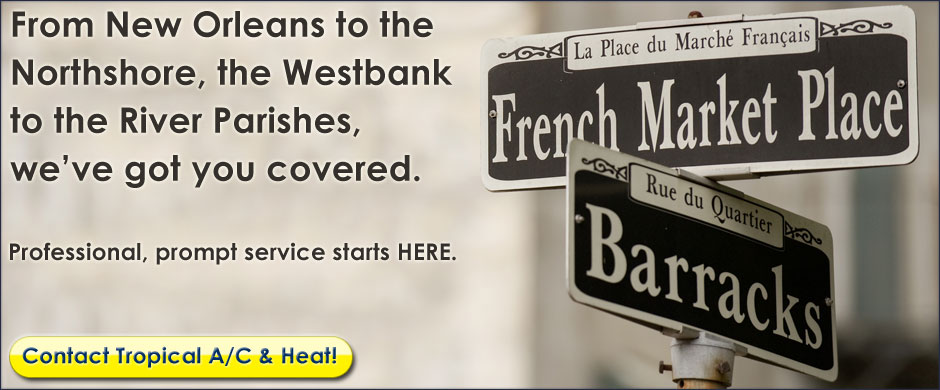 From New Orleans to the
Northshore, the Westbank
to the River Parishes,
we've got you covered.
Professional, prompt service starts HERE.
Contact Tropical A/C & Heat!
La Place du Marché Français
French Market Place
Rue du Quartier
Barracks